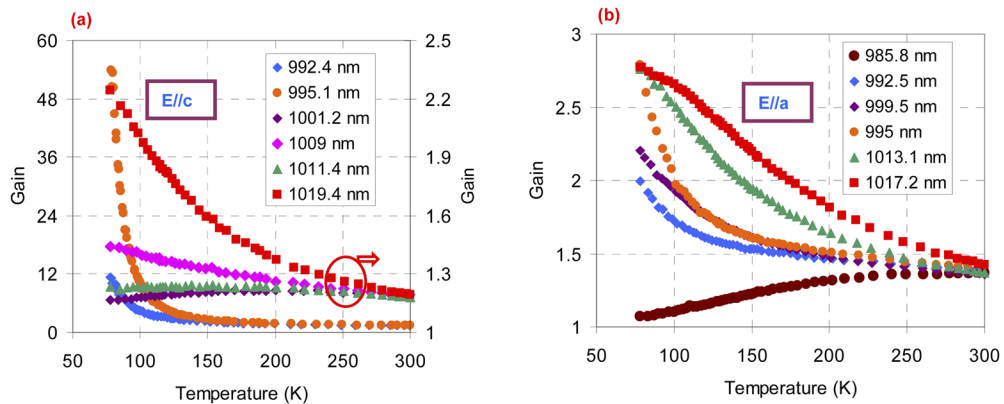 (a)
60
48
36
24
12
0
Gain
2.5
2.2
1.9
1.6
1.3
1
Gain
E//c
992.4 nm
995.1 nm
1001.2 nm
1009 nm
1011.4 nm
1019.4 nm
50 100 150 200 250 300
Temperature (K)
(b)
3
2.5
2
1.5
1
Gain
E//a
985.8 nm
992.5 nm
999.5 nm
995 nm
1013.1 nm
1017.2 nm
50 100 150 200 250 300
Temperature (K)